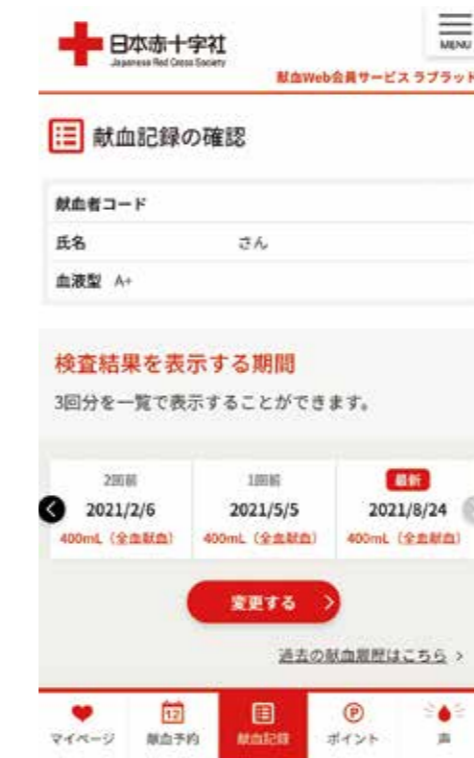 日本赤十字社
Japanese Red Cross Society
MENU
献血Web会員サービス ラブラッド
献血記録の確認
献血者コード
氏名 さん
血液型 A+
検査結果を表示する期間
3回分を一覧で表示することができます。
2回前 1回前 最新
2021/2/6 2021/5/5 2021/8/24
400mL（全血献血） 400mL（全血献血） 400mL（全血献血）
変更する
過去の献血履歴はこちら
12 P
マイページ 献血予約 献血記録 ポイント 声